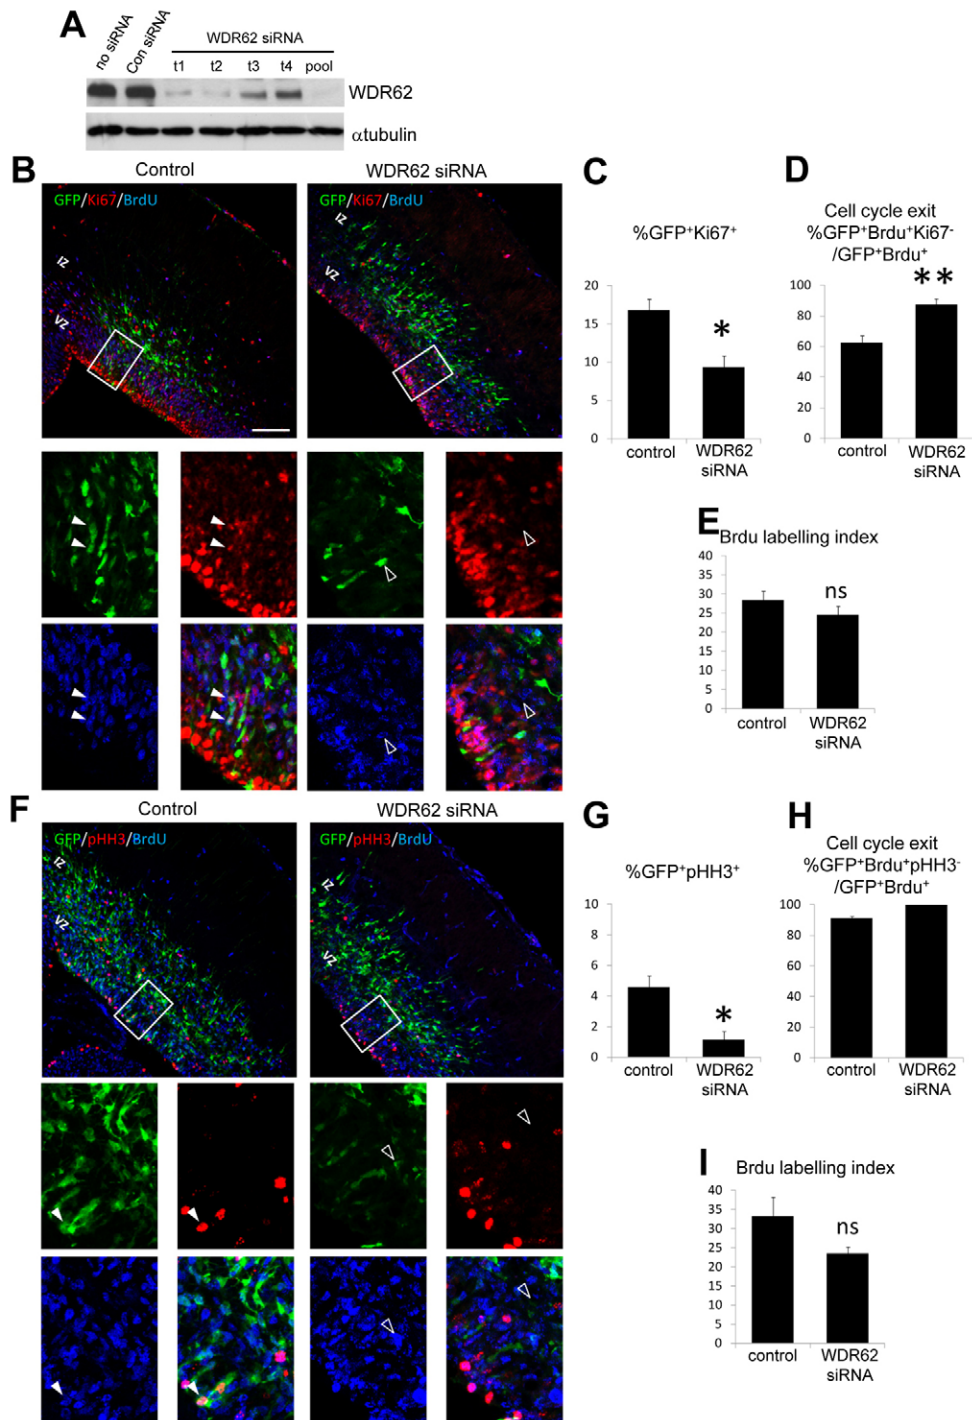 A
no siRNA
Con siRNA
WDR62 siRNA
t1 t2 t3 t4 pool
WDR62
αtubulin
B
Control
WDR62 siRNA
GFP/Ki67/BrdU
IZ
VZ
GFP/Ki67/BrdU
IZ
VZ
C
%GFP+Ki67+
20
15
10
5
0
*
control
WDR62
siRNA
D
Cell cycle exit
%GFP+Brdu+Ki67-
/GFP+Brdu+
100
80
60
40
20
0
**
control
WDR62
siRNA
E
Brdu labelling index
40
35
30
25
20
15
10
5
0
ns
control
WDR62
siRNA
F
Control
WDR62 siRNA
GFP/pHH3/BrdU
IZ
VZ
GFP/pHH3/BrdU
IZ
VZ
G
%GFP+pHH3+
10
8
6
4
2
0
*
control
WDR62
siRNA
H
Cell cycle exit
%GFP+Brdu+pHH3-
/GFP+Brdu+
100
80
60
40
20
0
control
WDR62
siRNA
I
Brdu labelling index
40
35
30
25
20
15
10
5
0
ns
control
WDR62
siRNA